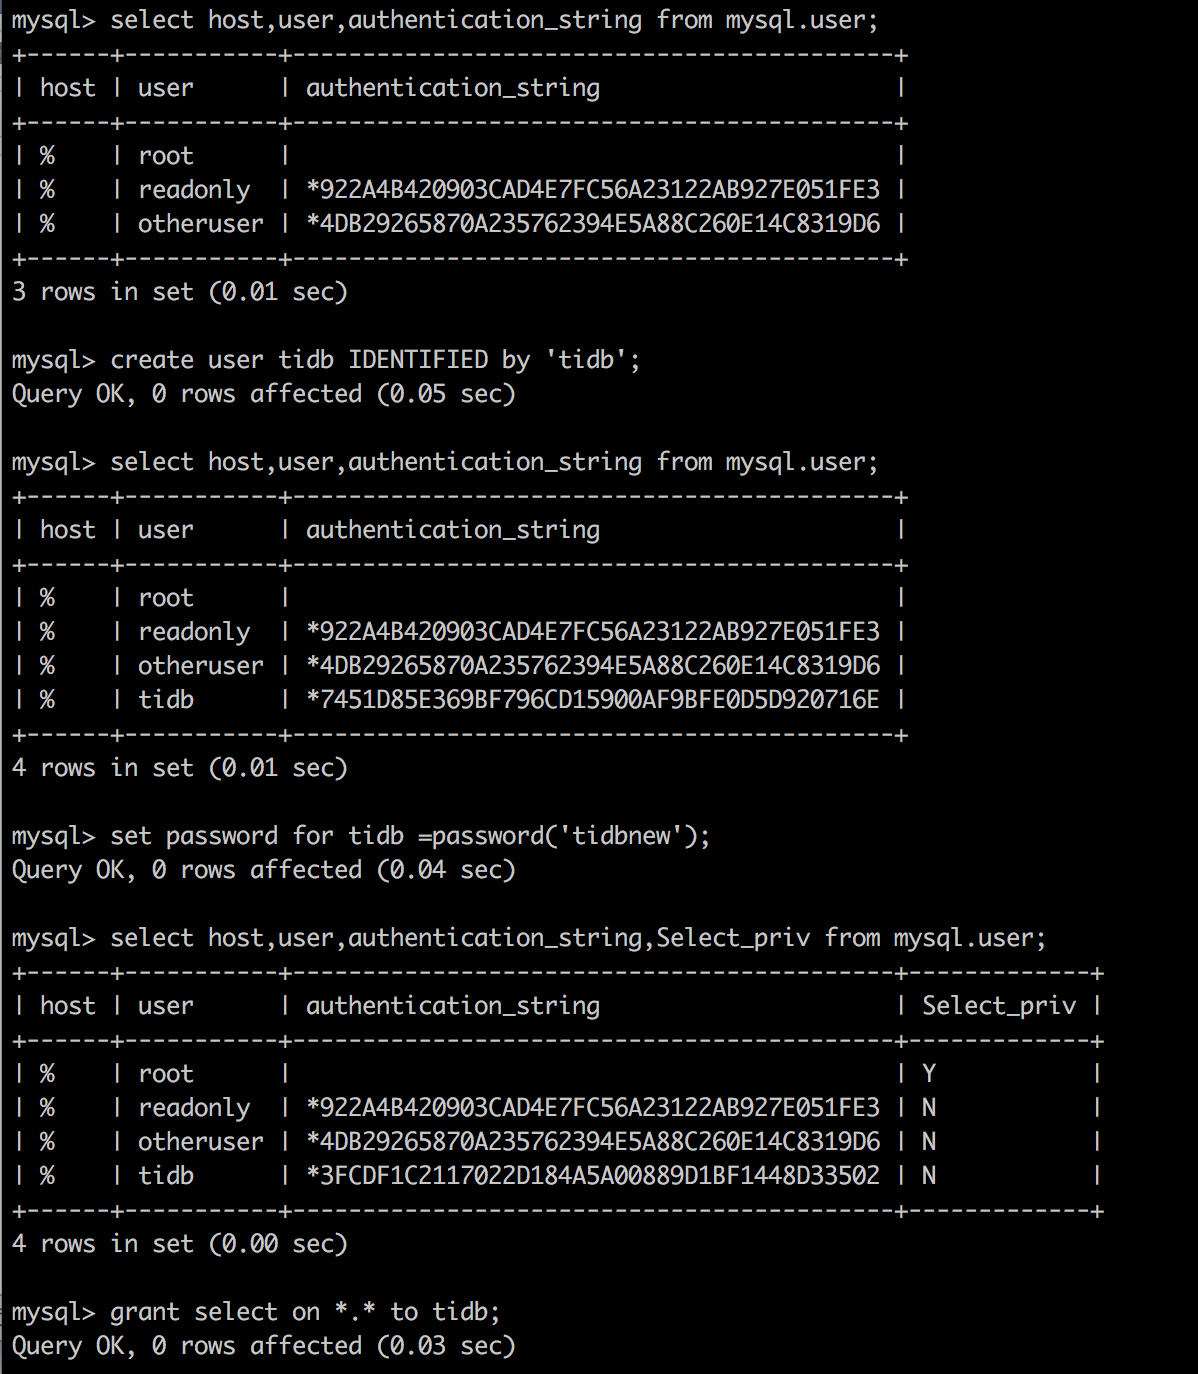 mysql> select host,user,authentication_string from mysql.user;
+------+-----------+-------------------------------------------+
| host | user      | authentication_string                     |
+------+-----------+-------------------------------------------+
| %    | root      |                                           |
| %    | readonly  | *922A4B420903CAD4E7FC56A23122AB927E051FE3 |
| %    | otheruser | *4DB29265870A235762394E5A88C260E14C8319D6 |
+------+-----------+-------------------------------------------+
3 rows in set (0.01 sec)

mysql> create user tidb IDENTIFIED by 'tidb';
Query OK, 0 rows affected (0.05 sec)

mysql> select host,user,authentication_string from mysql.user;
+------+-----------+-------------------------------------------+
| host | user      | authentication_string                     |
+------+-----------+-------------------------------------------+
| %    | root      |                                           |
| %    | readonly  | *922A4B420903CAD4E7FC56A23122AB927E051FE3 |
| %    | otheruser | *4DB29265870A235762394E5A88C260E14C8319D6 |
| %    | tidb      | *7451D85E369BF796CD15900AF9BFE0D5D920716E |
+------+-----------+-------------------------------------------+
4 rows in set (0.01 sec)

mysql> set password for tidb =password('tidbnew');
Query OK, 0 rows affected (0.04 sec)

mysql> select host,user,authentication_string,Select_priv from mysql.user;
+------+-----------+-------------------------------------------+-------------+
| host | user      | authentication_string                     | Select_priv |
+------+-----------+-------------------------------------------+-------------+
| %    | root      |                                           | Y           |
| %    | readonly  | *922A4B420903CAD4E7FC56A23122AB927E051FE3 | N           |
| %    | otheruser | *4DB29265870A235762394E5A88C260E14C8319D6 | N           |
| %    | tidb      | *3FCDF1C2117022D184A5A00889D1BF1448D33502 | N           |
+------+-----------+-------------------------------------------+-------------+
4 rows in set (0.00 sec)

mysql> grant select on *.* to tidb;
Query OK, 0 rows affected (0.03 sec)